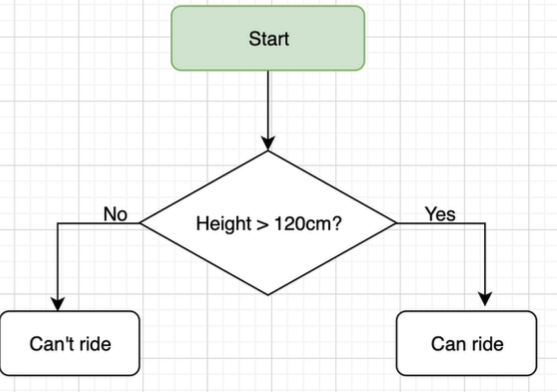 Start
Height > 120cm?
No
Yes
Can't ride
Can ride